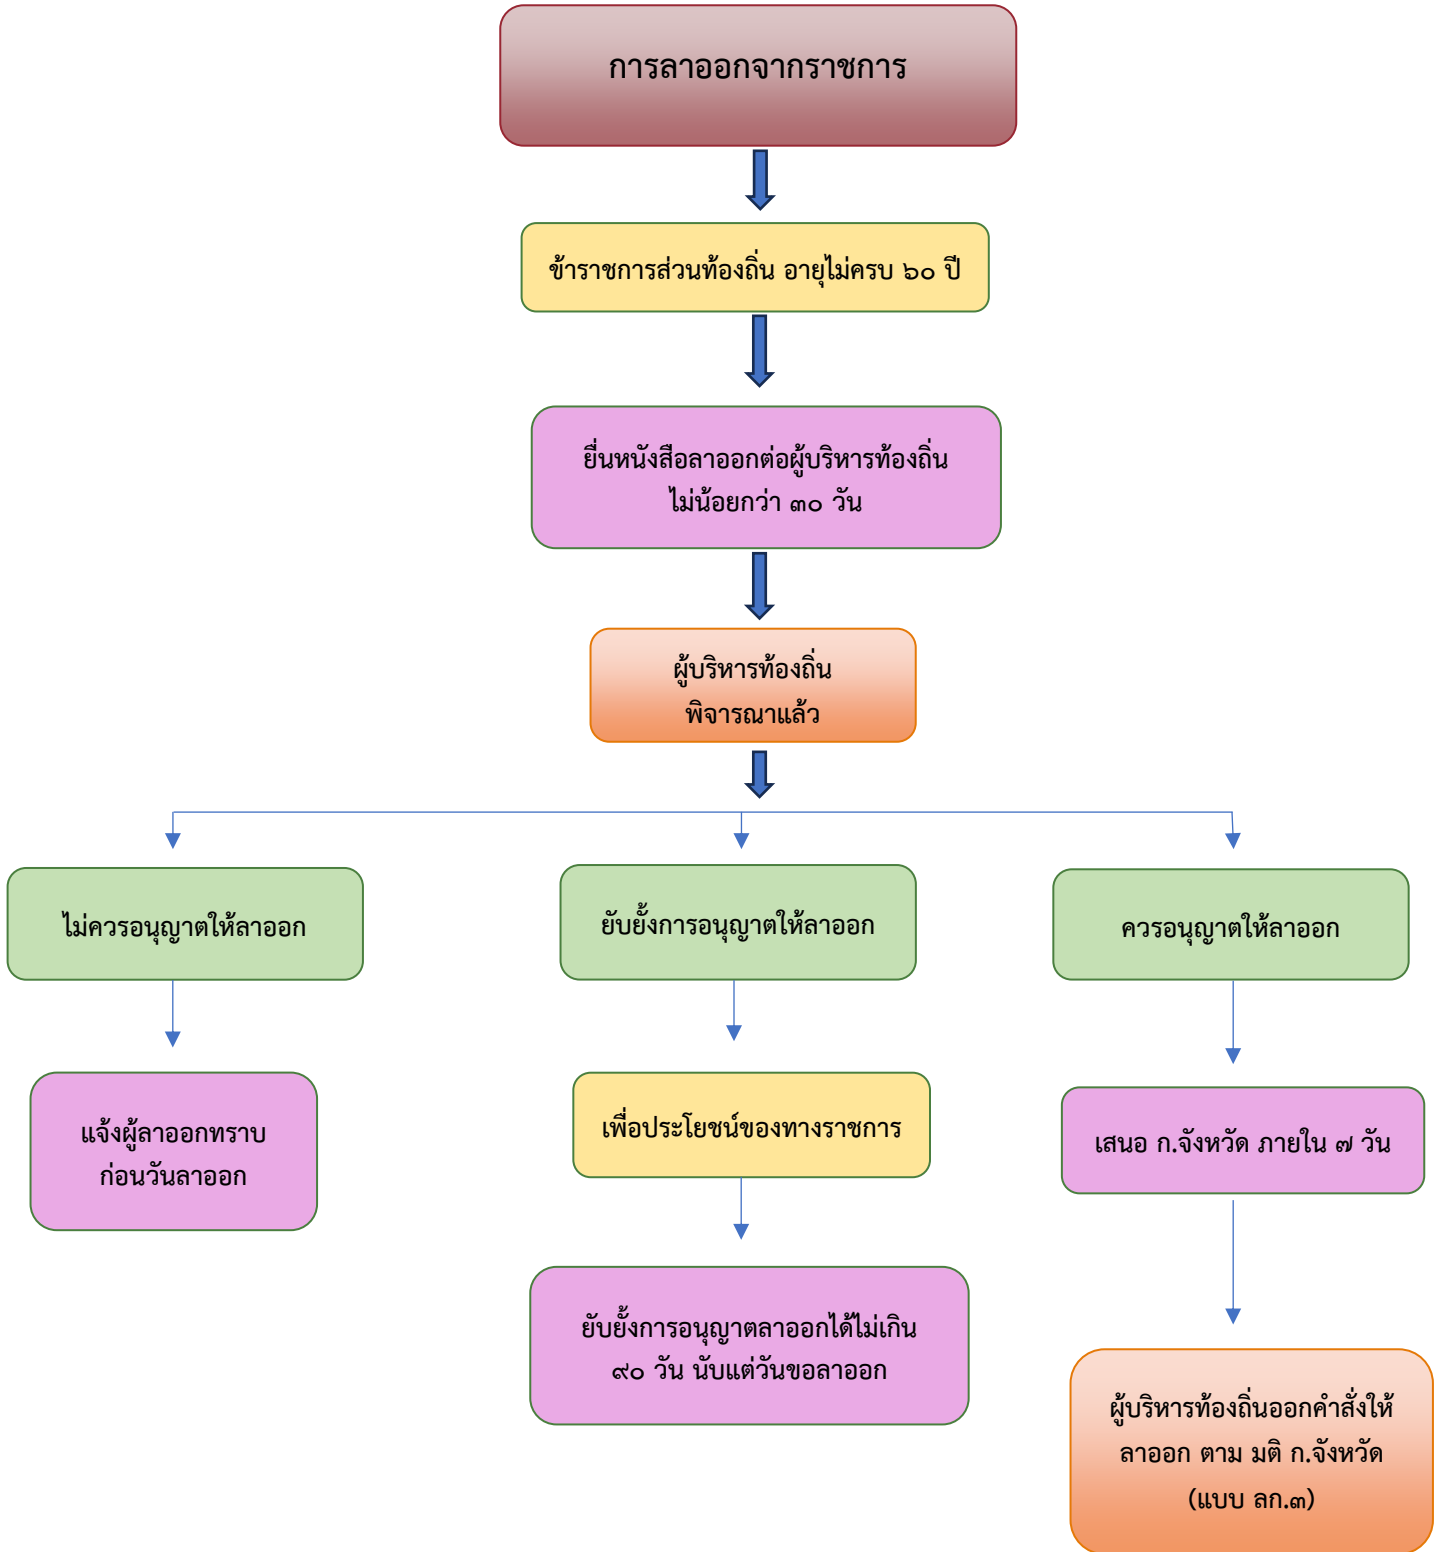 การลาออกจากราชการ
ข้าราชการส่วนท้องถิ่น อายุไม่ครบ ๖๐ ปี
ยื่นหนังสือลาออกต่อผู้บริหารท้องถิ่น
ไม่น้อยกว่า ๓๐ วัน
ผู้บริหารท้องถิ่น
พิจารณาแล้ว
ไม่ควรอนุญาตให้ลาออก
ยับยั้งการอนุญาตให้ลาออก
ควรอนุญาตให้ลาออก
แจ้งผู้ลาออกทราบ
ก่อนวันลาออก
เพื่อประโยชน์ของทางราชการ
เสนอ ก.จังหวัด ภายใน ๗ วัน
ยับยั้งการอนุญาตลาออกได้ไม่เกิน
๙๐ วัน นับแต่วันขอลาออก
ผู้บริหารท้องถิ่นออกคำสั่งให้
ลาออก ตาม มติ ก.จังหวัด
(แบบ ลก.๓)